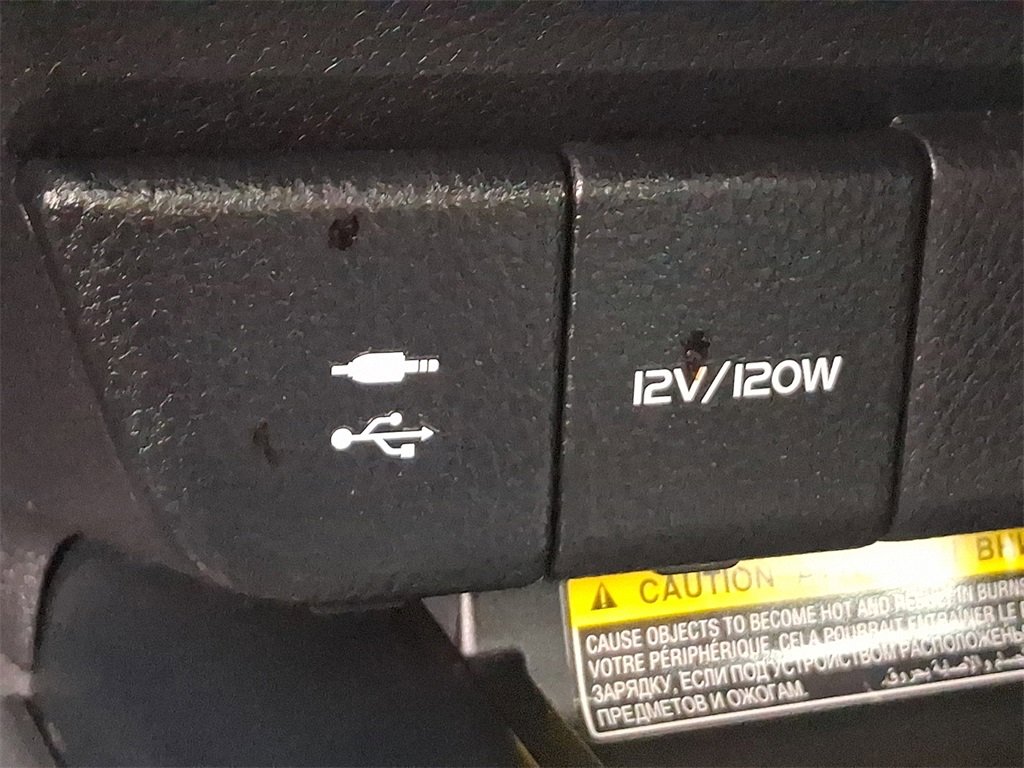 12V/120W
CAUTION
CAUSE OBJECTS TO BECOME HOT AND RESULT IN BURNS
VOTRE PÉRIPHÉRIQUE, CELA POURRAIT ENTRAÎNER LE
ЗАРЯДКУ, ЕСЛИ ПОД УСТРОЙСТВОМ РАСПОЛОЖЕНЫ
ПРЕДМЕТОВ И ОЖОГАМ.